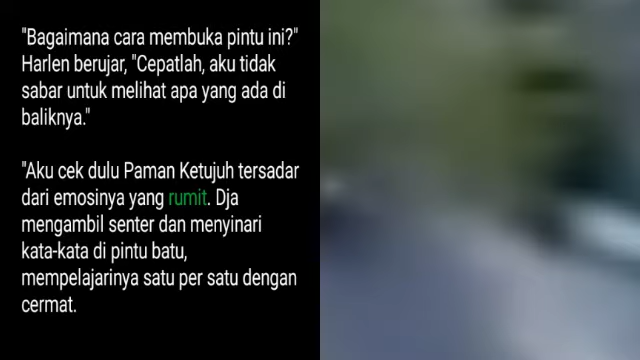 "Bagaimana cara membuka pintu ini?"
Harlen berujar, "Cepatlah, aku tidak
sabar untuk melihat apa yang ada di
baliknya."
"Aku cek dulu Paman Ketujuh tersadar
dari emosinya yang rumit. Dja
mengambil senter dan menyinari
kata-kata di pintu batu,
mempelajarinya satu per satu dengan
cermat.